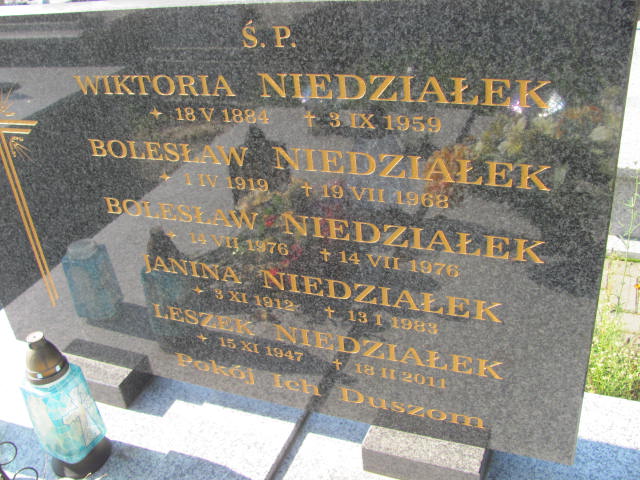 Ś. P.
WIKTORIA NIEDZIAŁEK
✦ 18 V 1884 † 3 IX 1959
BOLESŁAW NIEDZIAŁEK
✦ 1 IV 1919 † 19 VII 1968
BOLESŁAW NIEDZIAŁEK
✦ 14 VII 1976 † 14 VII 1976
JANINA NIEDZIAŁEK
✦ 3 XI 1912 † 13 I 1983
LESZEK NIEDZIAŁEK
✦ 15 XI 1947 † 18 II 2011
Pokój Ich Duszom